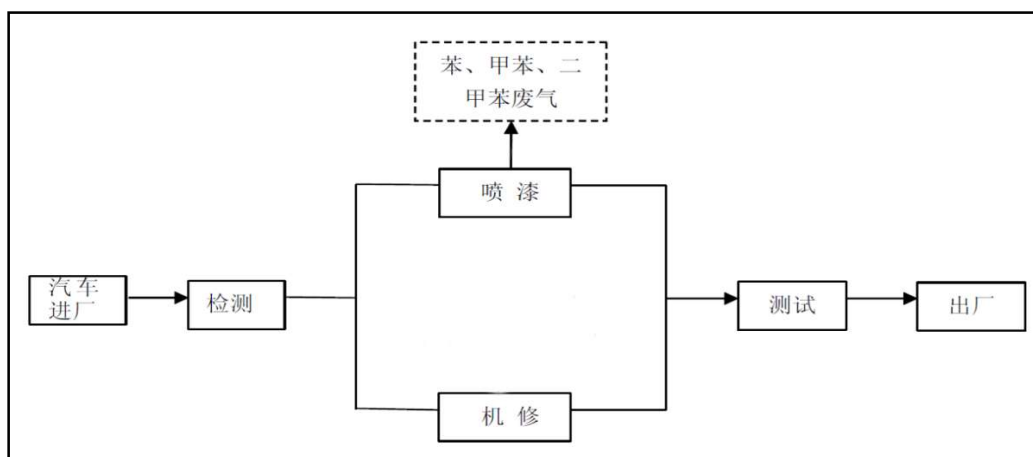 苯、甲苯、二
甲苯废气
喷 漆
汽车
进厂
检测
测试
出厂
机 修